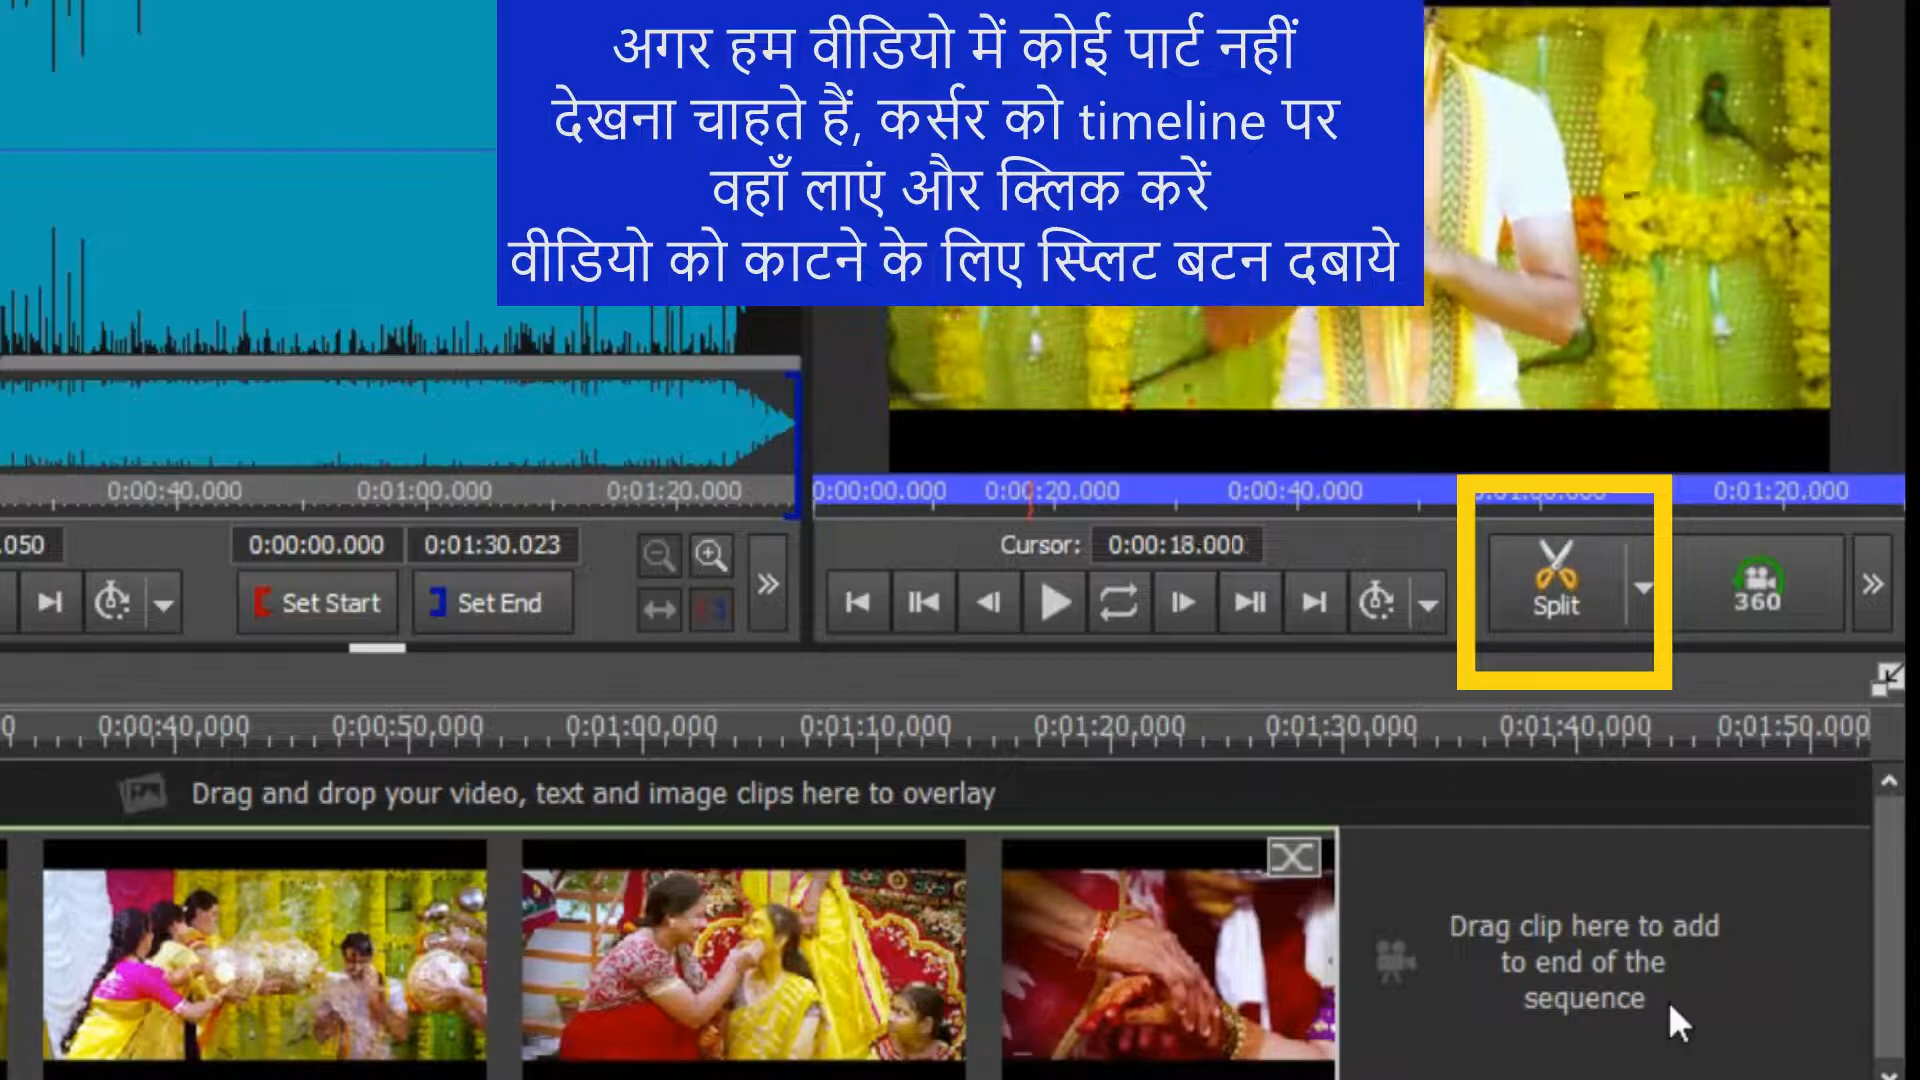 अगर हम वीडियो में कोई पार्ट नहीं
देखना चाहते हैं, कर्सर को timeline पर
वहाँ लाएं और क्लिक करें
वीडियो को काटने के लिए स्प्लिट बटन दबाये
0:00:40.000 0:01:00.000 0:01:20.000
0:00:00.000 0:00:20.000 0:00:40.000 0:01:00.000 0:01:20.000
.050 0:00:00.000 0:01:30.023
Cursor: 0:00:18.000
Set Start Set End
Split
360
0 0:00:40,000 0:00:50,000 0:01:00,000 0:01:10,000 0:01:20,000 0:01:30,000 0:01:40,000 0:01:50,000
Drag and drop your video, text and image clips here to overlay
Drag clip here to add
to end of the
sequence